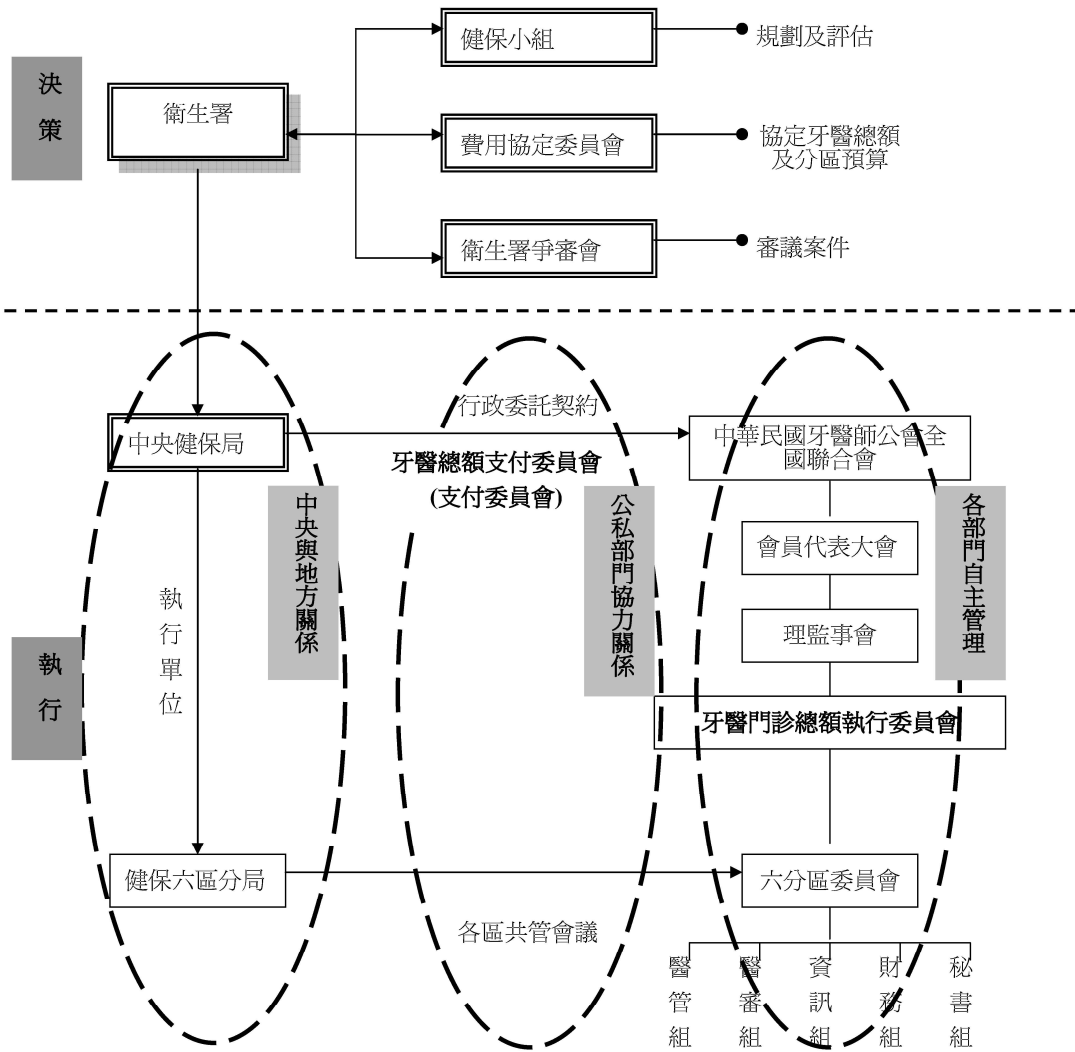 決策
衛生署
健保小組
規劃及評估
費用協定委員會
協定牙醫總額
及分區預算
衛生署爭審會
審議案件
執行
中央健保局
行政委託契約
牙醫總額支付委員會
(支付委員會)
中華民國牙醫師公會全
國聯合會
中央與地方關係
公私部門協力關係
各部門自主管理
會員代表大會
執行單位
理監事會
牙醫門診總額執行委員會
健保六區分局
六分區委員會
各區共管會議
醫管組
醫審組
資訊組
財務組
秘書組